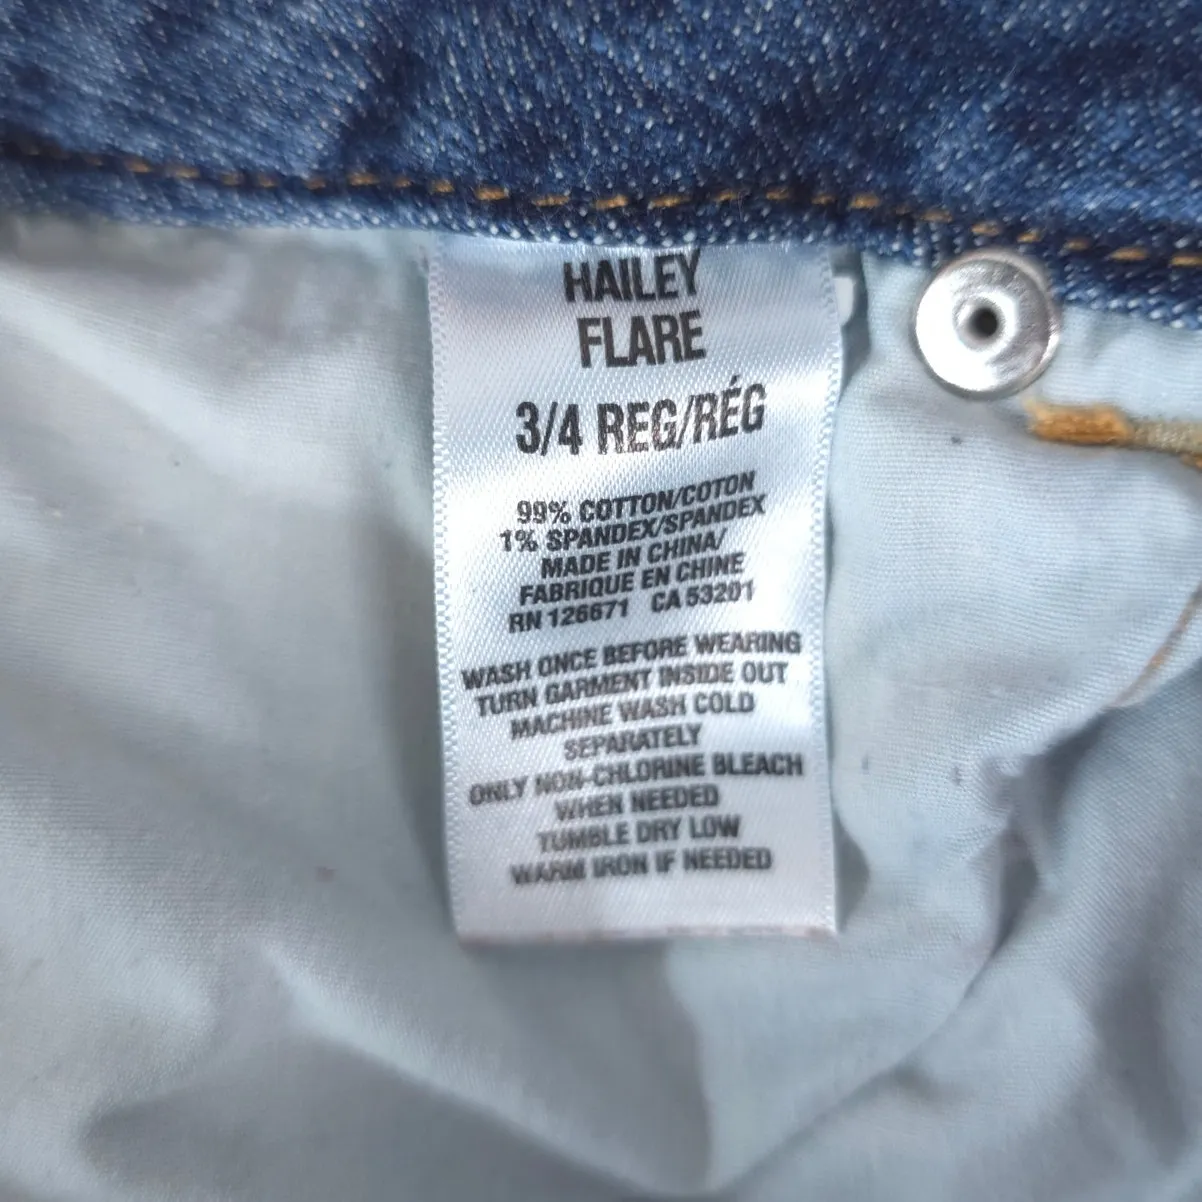 HAILEY
FLARE
3/4 REG/RÉG
99% COTTON/COTON
1% SPANDEX/SPANDEX
MADE IN CHINA/
FABRIQUE EN CHINE
RN 126671 CA 53201
WASH ONCE BEFORE WEARING
TURN GARMENT INSIDE OUT
MACHINE WASH COLD
SEPARATELY
ONLY NON-CHLORINE BLEACH
WHEN NEEDED
TUMBLE DRY LOW
WARM IRON IF NEEDED